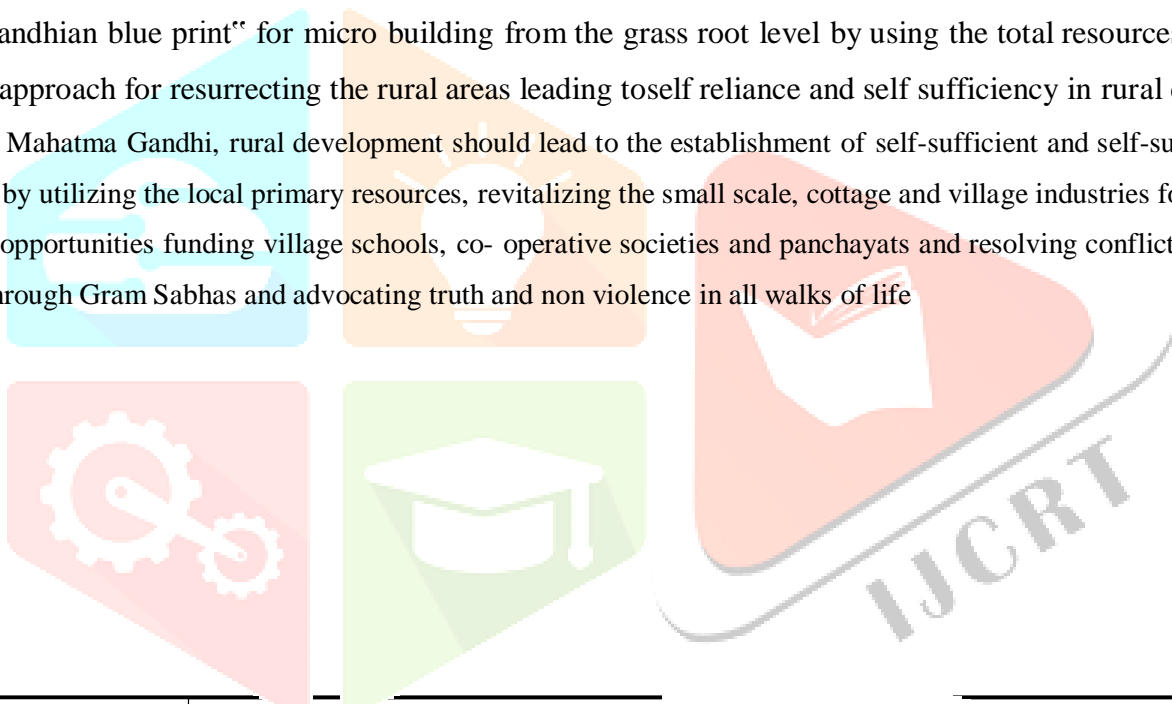 andhian blue print‟ for micro building from the grass root level by using the total resources
approach for resurrecting the rural areas leading toself reliance and self sufficiency in rural
Mahatma Gandhi, rural development should lead to the establishment of self-sufficient and self-su
by utilizing the local primary resources, revitalizing the small scale, cottage and village industries fo
opportunities funding village schools, co- operative societies and panchayats and resolving conflict
hrough Gram Sabhas and advocating truth and non violence in all walks of life
IJCRT